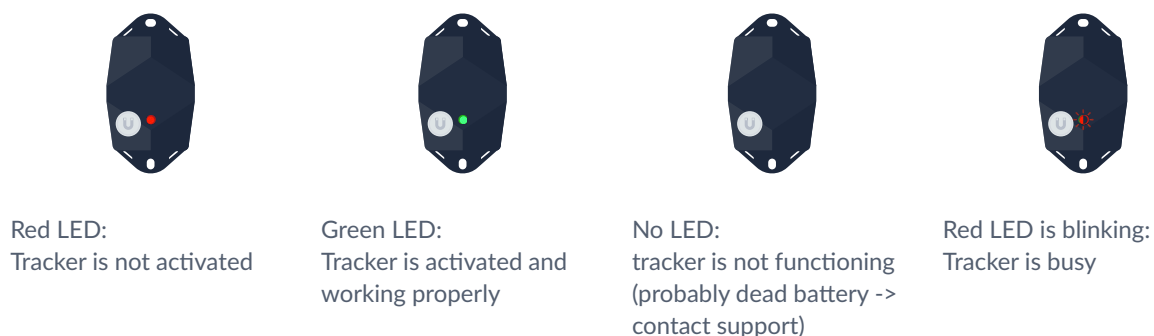 Red LED:
Tracker is not activated
Green LED:
Tracker is activated and
working properly
No LED:
tracker is not functioning
(probably dead battery ->
contact support)
Red LED is blinking:
Tracker is busy